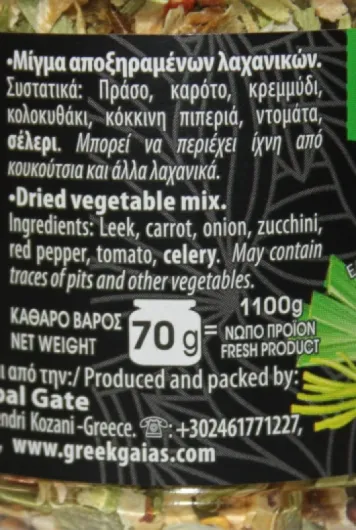 •Μίγμα αποξηραμένων λαχανικών.
Συστατικά: Πράσο, καρότο, κρεμμύδι,
κολοκυθάκι, κόκκινη πιπεριά, ντομάτα,
σέλερι. Μπορεί να περιέχει ίχνη από
κουκούτσια και άλλα λαχανικά.
•Dried vegetable mix.
Ingredients: Leek, carrot, onion, zucchini,
red pepper, tomato, celery. May contain
traces of pits and other vegetables.
ΚΑΘΑΡΟ ΒΑΡΟΣ
NET WEIGHT
70 g =
1100g
ΝΩΠΟ ΠΡΟΪΟΝ
FRESH PRODUCT
ι από την:/ Produced and packed by:
bal Gate
endri Kozani-Greece. ☎:+302461771227,
, www.greekgaias.com